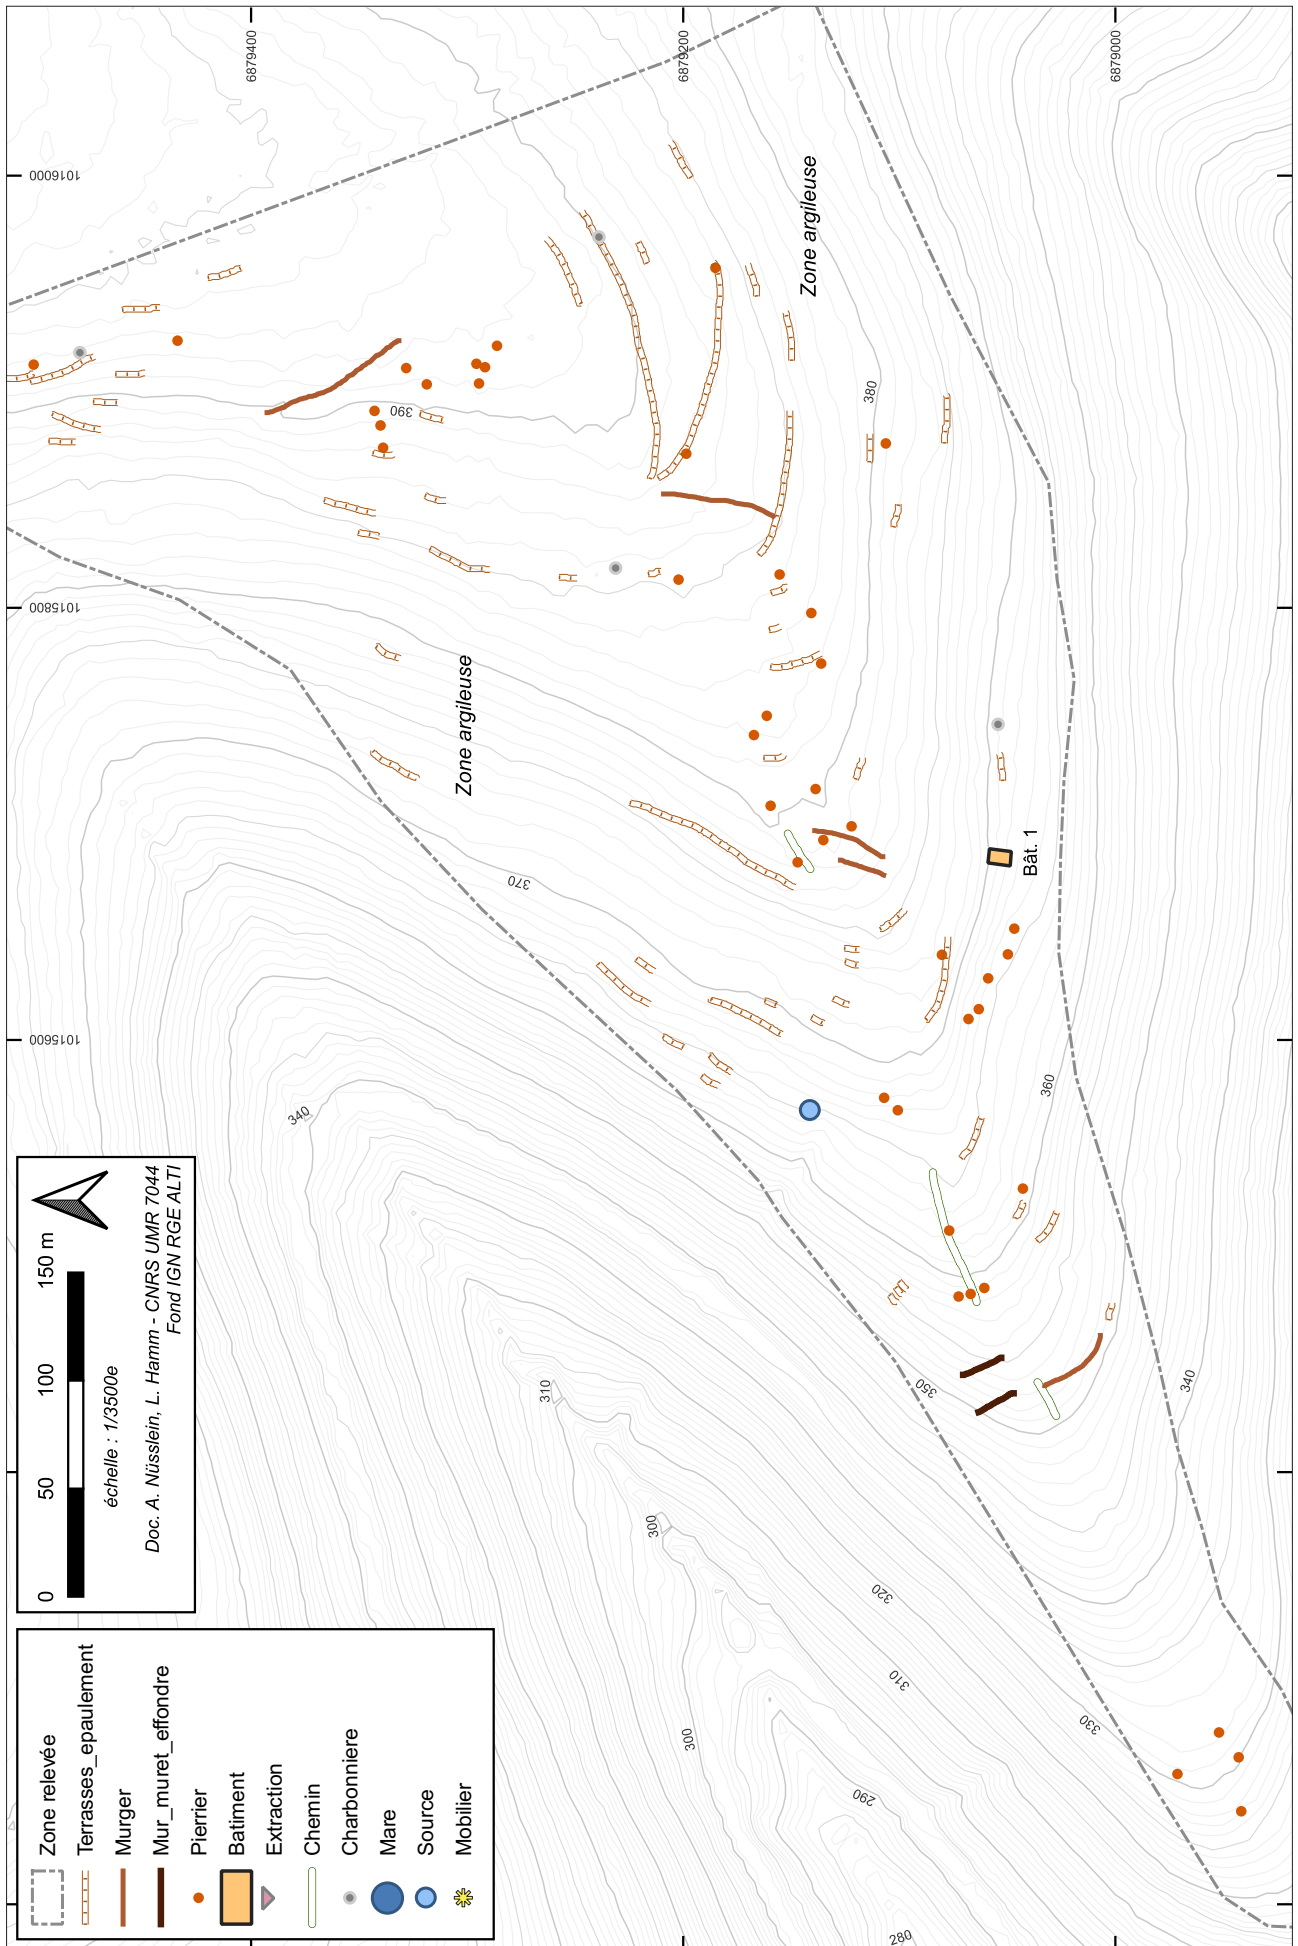 Zone relevée
Terrasses_epaulement
Murger
Mur_muret_effondre
Pierrier
Batiment
Extraction
Chemin
Charbonniere
Mare
Source
Mobilier
0 50 100 150 m
échelle : 1/3500e
Doc. A. Nüsslein, L. Hamm - CNRS UMR 7044
Fond IGN RGE ALTI
6879400
6879200
6879000
1016000
1015800
1015600
Zone argileuse
Zone argileuse
Bât. 1
390
380
370
360
350
340
340
330
320
310
310
300
300
290
280